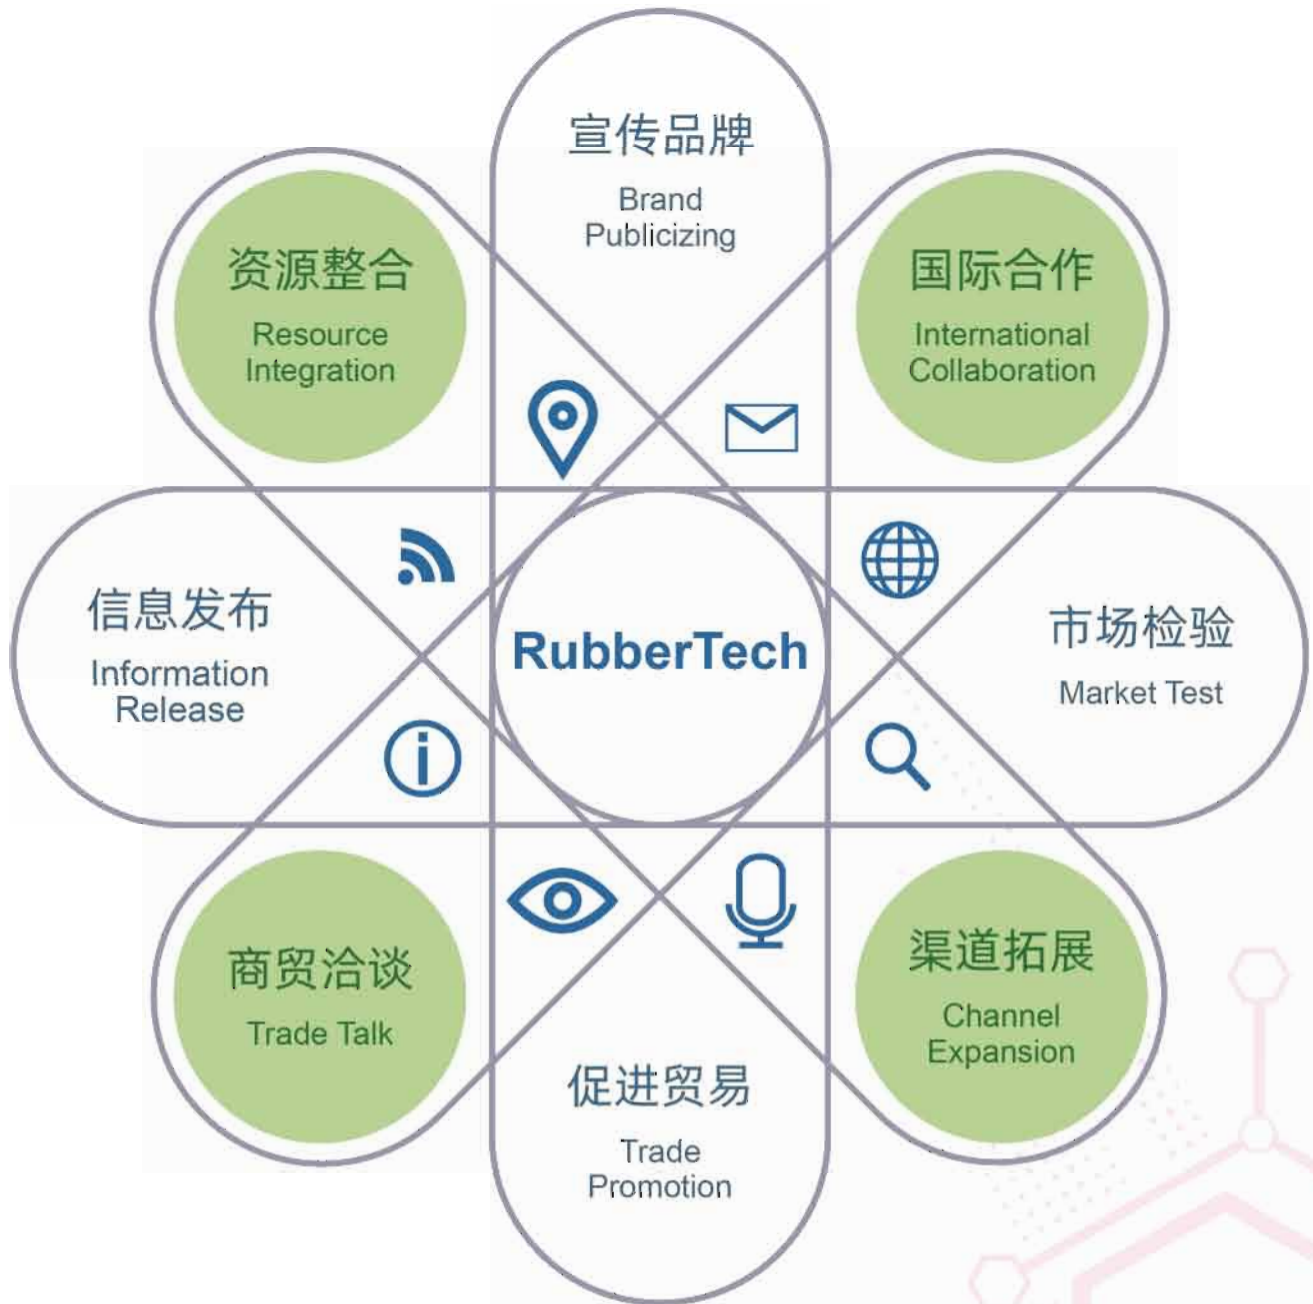 宣传品牌
Brand
Publicizing
资源整合
Resource
Integration
国际合作
International
Collaboration
信息发布
Information
Release
RubberTech
市场检验
Market Test
商贸洽谈
Trade Talk
渠道拓展
Channel
Expansion
促进贸易
Trade
Promotion